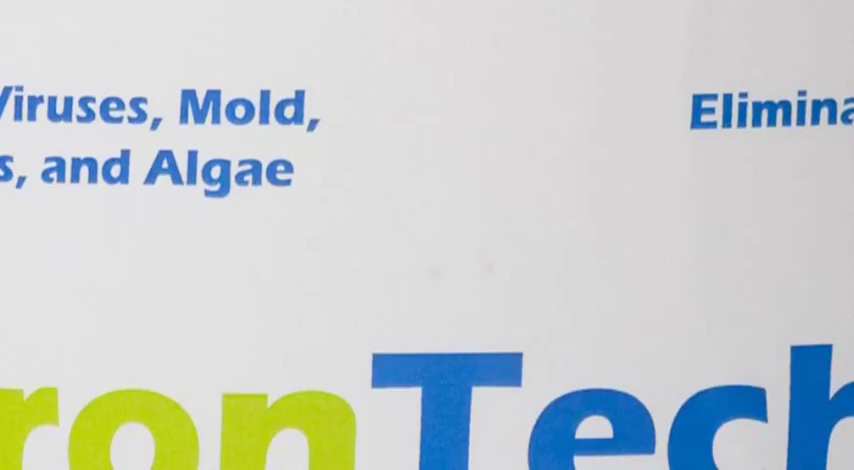 Viruses, Mold,
s, and Algae
Elimina
ronTech